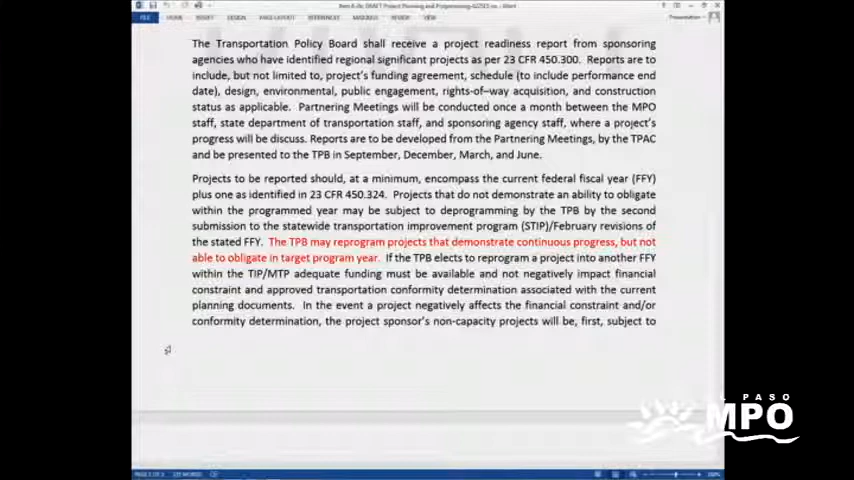 FILE HOME INSERT DESIGN PAGE LAYOUT REFERENCES MAILINGS REVIEW VIEW
The Transportation Policy Board shall receive a project readiness report from sponsoring
agencies who have identified regional significant projects as per 23 CFR 450.300. Reports are to
include, but not limited to, project's funding agreement, schedule (to include performance end
date), design, environmental, public engagement, rights-of–way acquisition, and construction
status as applicable. Partnering Meetings will be conducted once a month between the MPO
staff, state department of transportation staff, and sponsoring agency staff, where a project's
progress will be discuss. Reports are to be developed from the Partnering Meetings, by the TPAC
and be presented to the TPB in September, December, March, and June.
Projects to be reported should, at a minimum, encompass the current federal fiscal year (FFY)
plus one as identified in 23 CFR 450.324. Projects that do not demonstrate an ability to obligate
within the programmed year may be subject to deprogramming by the TPB by the second
submission to the statewide transportation improvement program (STIP)/February revisions of
the stated FFY. The TPB may reprogram projects that demonstrate continuous progress, but not
able to obligate in target program year. If the TPB elects to reprogram a project into another FFY
within the TIP/MTP adequate funding must be available and not negatively impact financial
constraint and approved transportation conformity determination associated with the current
planning documents. In the event a project negatively affects the financial constraint and/or
conformity determination, the project sponsor's non-capacity projects will be, first, subject to
PASO
MPO